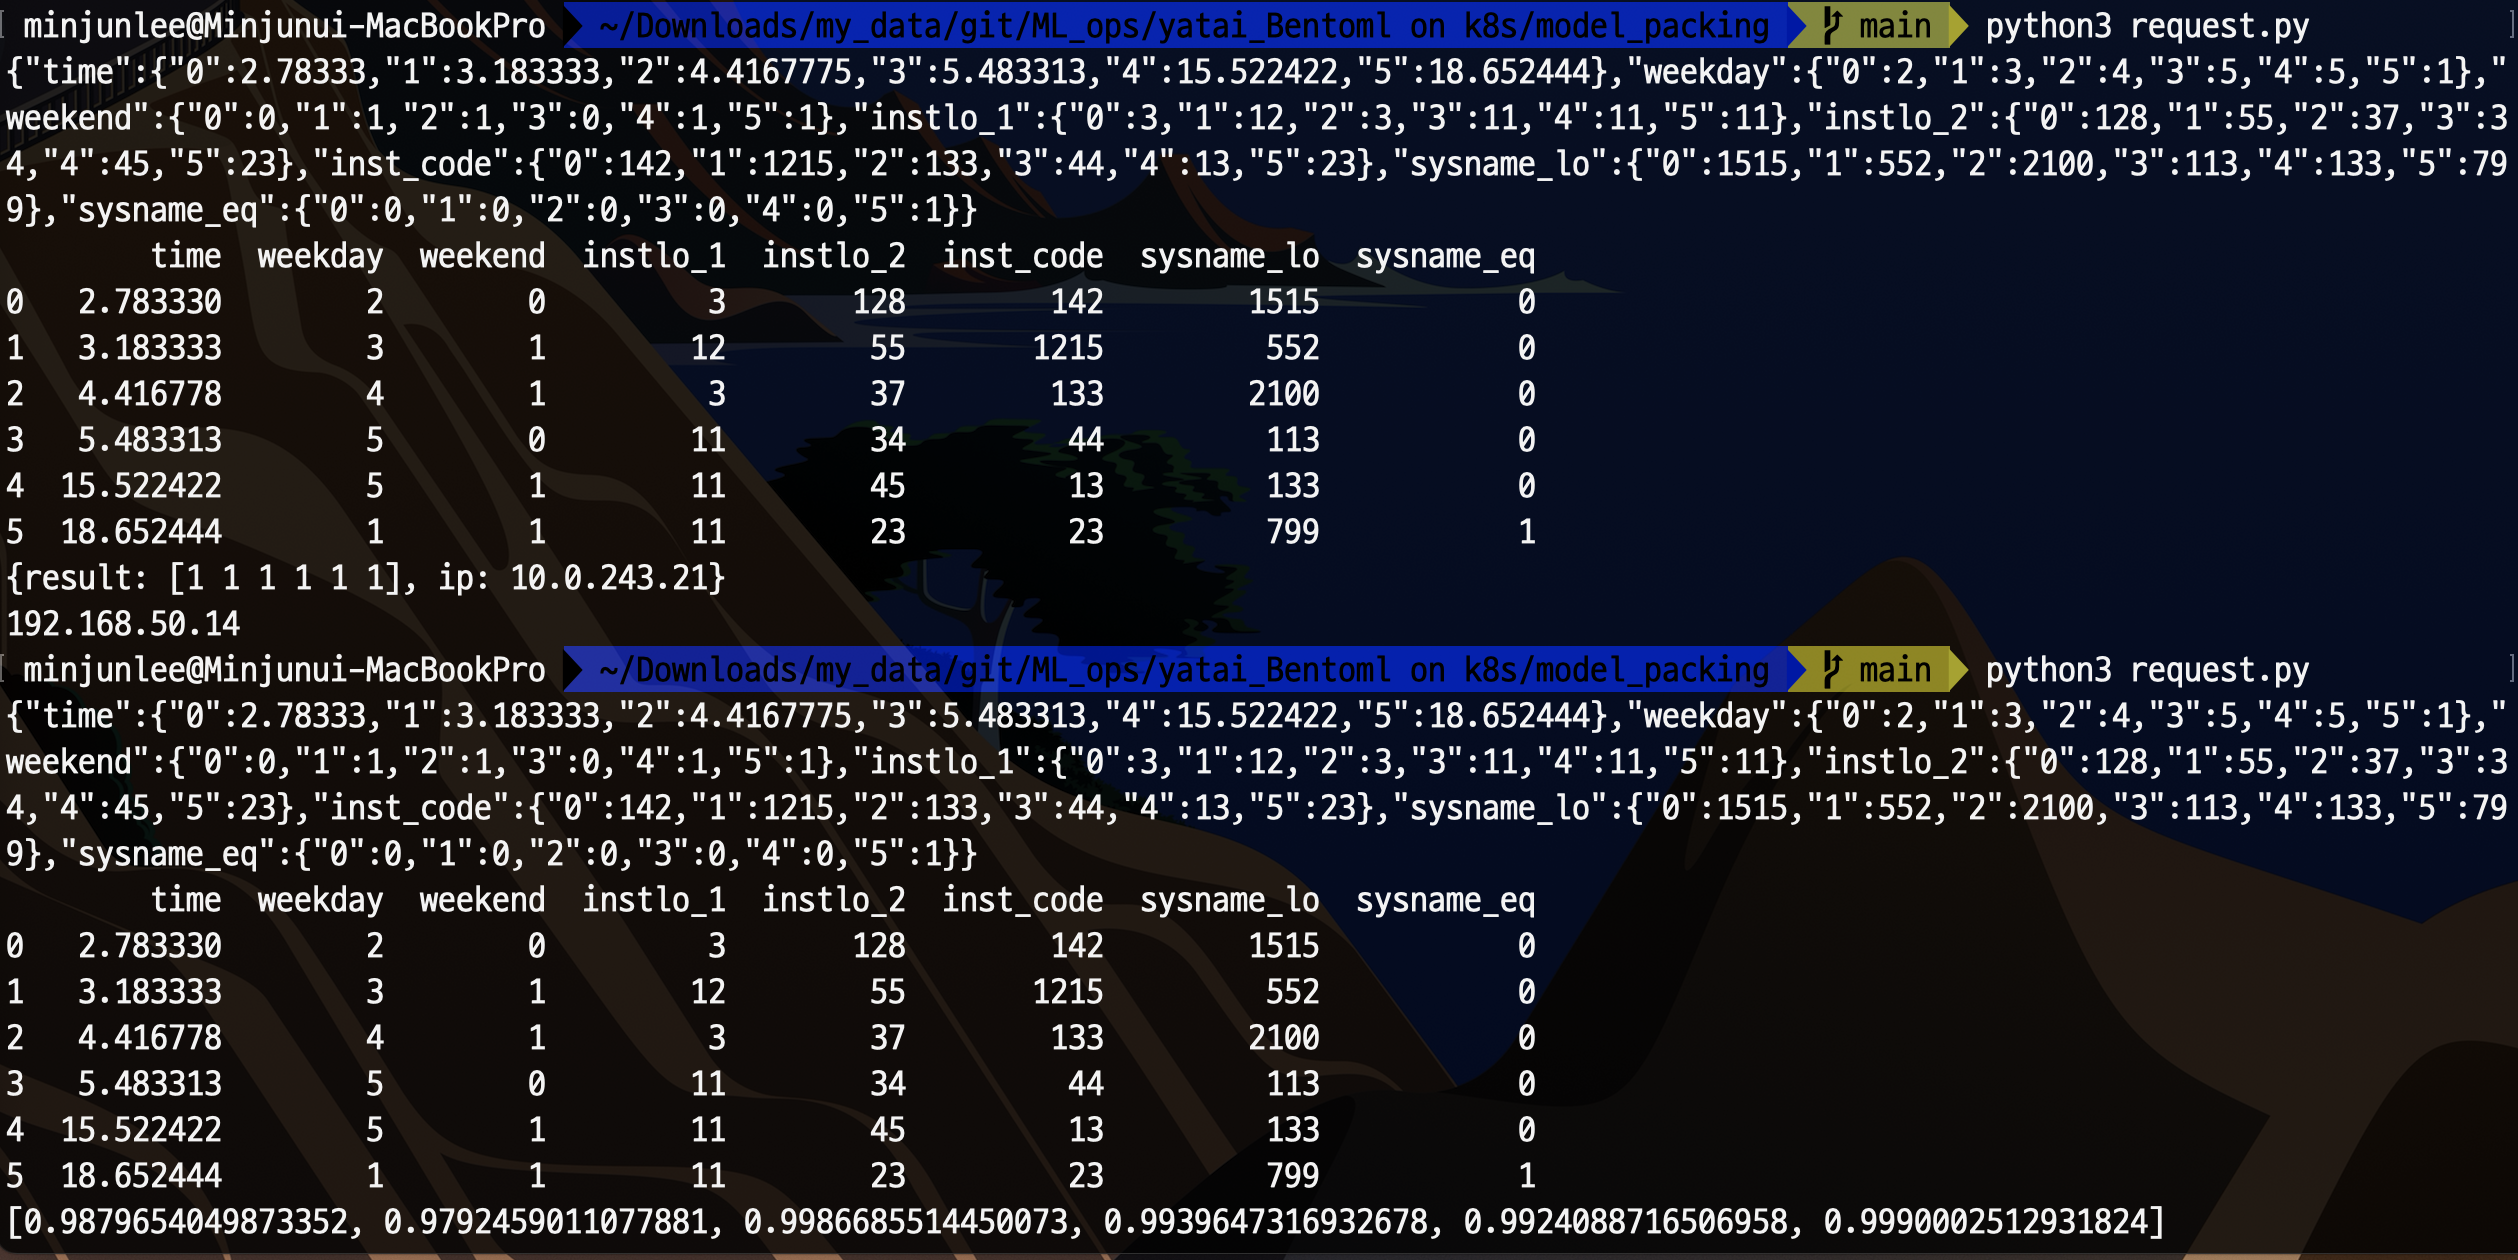 minjunlee@Minjunui-MacBookPro ~/Downloads/my_data/git/ML_ops/yatai_Bentoml on k8s/model_packing main python3 request.py
{"time":{"0":2.78333,"1":3.183333,"2":4.4167775,"3":5.483313,"4":15.522422,"5":18.652444},"weekday":{"0":2,"1":3,"2":4,"3":5,"4":5,"5":1},"
weekend":{"0":0,"1":1,"2":1,"3":0,"4":1,"5":1},"instlo_1":{"0":3,"1":12,"2":3,"3":11,"4":11,"5":11},"instlo_2":{"0":128,"1":55,"2":37,"3":3
4,"4":45,"5":23},"inst_code":{"0":142,"1":1215,"2":133,"3":44,"4":13,"5":23},"sysname_lo":{"0":1515,"1":552,"2":2100,"3":113,"4":133,"5":79
9},"sysname_eq":{"0":0,"1":0,"2":0,"3":0,"4":0,"5":1}}
time weekday weekend instlo_1 instlo_2 inst_code sysname_lo sysname_eq
0 2.783330 2 0 3 128 142 1515 0
1 3.183333 3 1 12 55 1215 552 0
2 4.416778 4 1 3 37 133 2100 0
3 5.483313 5 0 11 34 44 113 0
4 15.522422 5 1 11 45 13 133 0
5 18.652444 1 1 11 23 23 799 1
{result: [1 1 1 1 1 1], ip: 10.0.243.21}
192.168.50.14
minjunlee@Minjunui-MacBookPro ~/Downloads/my_data/git/ML_ops/yatai_Bentoml on k8s/model_packing main python3 request.py
{"time":{"0":2.78333,"1":3.183333,"2":4.4167775,"3":5.483313,"4":15.522422,"5":18.652444},"weekday":{"0":2,"1":3,"2":4,"3":5,"4":5,"5":1},"
weekend":{"0":0,"1":1,"2":1,"3":0,"4":1,"5":1},"instlo_1":{"0":3,"1":12,"2":3,"3":11,"4":11,"5":11},"instlo_2":{"0":128,"1":55,"2":37,"3":3
4,"4":45,"5":23},"inst_code":{"0":142,"1":1215,"2":133,"3":44,"4":13,"5":23},"sysname_lo":{"0":1515,"1":552,"2":2100,"3":113,"4":133,"5":79
9},"sysname_eq":{"0":0,"1":0,"2":0,"3":0,"4":0,"5":1}}
time weekday weekend instlo_1 instlo_2 inst_code sysname_lo sysname_eq
0 2.783330 2 0 3 128 142 1515 0
1 3.183333 3 1 12 55 1215 552 0
2 4.416778 4 1 3 37 133 2100 0
3 5.483313 5 0 11 34 44 113 0
4 15.522422 5 1 11 45 13 133 0
5 18.652444 1 1 11 23 23 799 1
[0.9879654049873352, 0.9792459011077881, 0.9986685514450073, 0.9939647316932678, 0.9924088716506958, 0.9990002512931824]